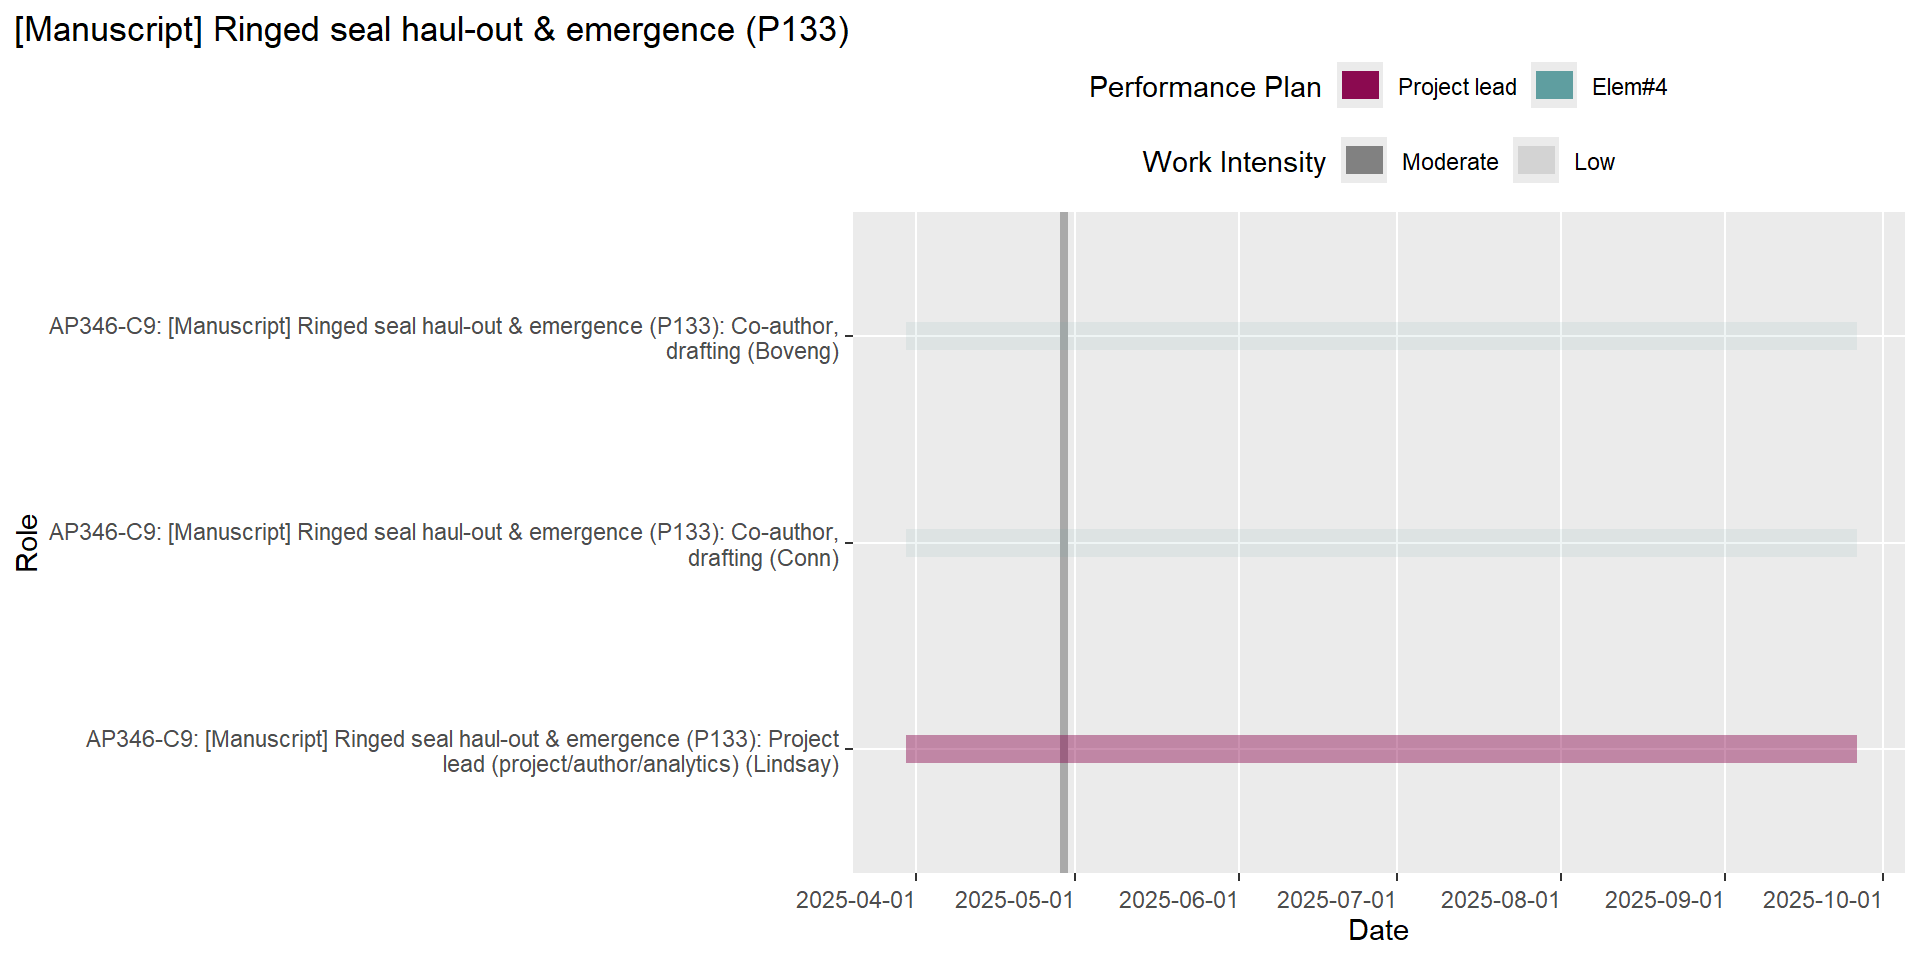 [Manuscript] Ringed seal haul-out & emergence (P133)
Performance Plan Project lead Elem#4
Work Intensity Moderate Low
AP346-C9: [Manuscript] Ringed seal haul-out & emergence (P133): Co-author,
drafting (Boveng)
AP346-C9: [Manuscript] Ringed seal haul-out & emergence (P133): Co-author,
drafting (Conn)
AP346-C9: [Manuscript] Ringed seal haul-out & emergence (P133): Project
lead (project/author/analytics) (Lindsay)
Role
2025-04-01 2025-05-01 2025-06-01 2025-07-01 2025-08-01 2025-09-01 2025-10-01
Date